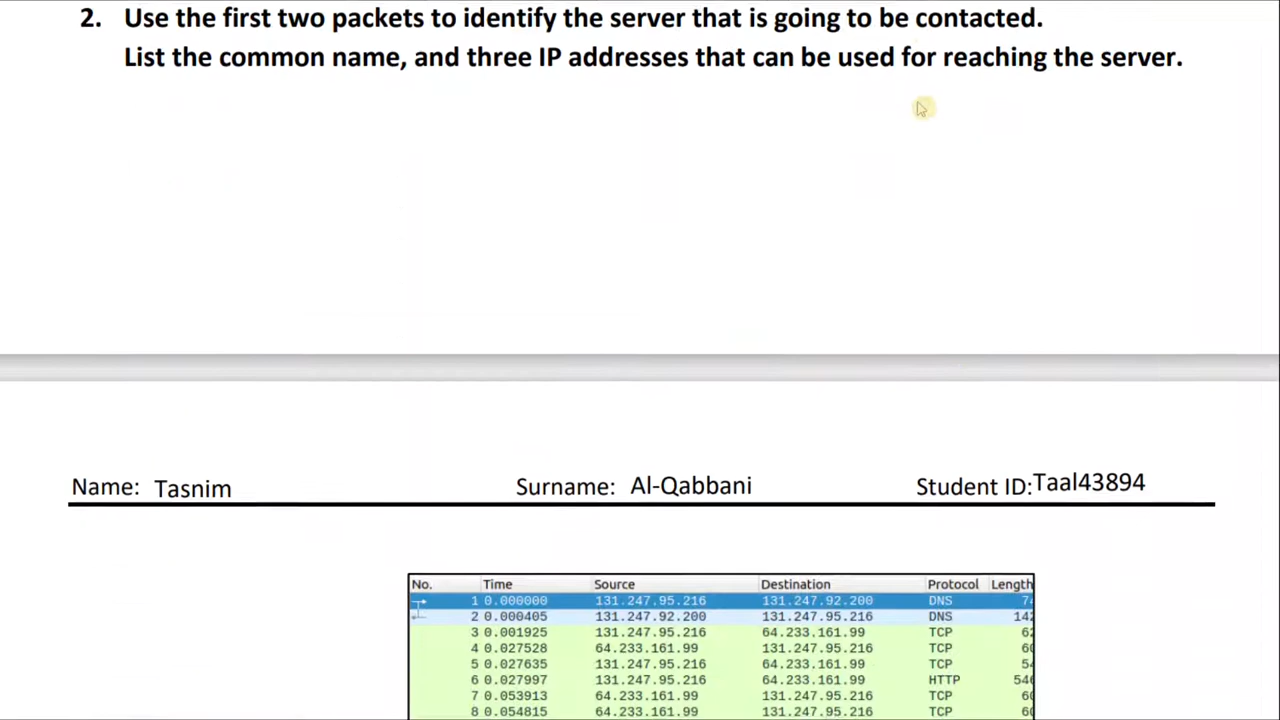 2. Use the first two packets to identify the server that is going to be contacted.
List the common name, and three IP addresses that can be used for reaching the server.
Name: Tasnim Surname: Al-Qabbani Student ID: Taal43894
No. Time Source Destination Protocol Length
1 0.000000 131.247.95.216 131.247.92.200 DNS
2 0.000405 131.247.92.200 131.247.95.216 DNS
3 0.001925 131.247.95.216 64.233.161.99 TCP
4 0.027528 64.233.161.99 131.247.95.216 TCP
5 0.027635 131.247.95.216 64.233.161.99 TCP
6 0.027997 131.247.95.216 64.233.161.99 HTTP
7 0.053913 64.233.161.99 131.247.95.216 TCP
8 0.054815 64.233.161.99 131.247.95.216 TCP